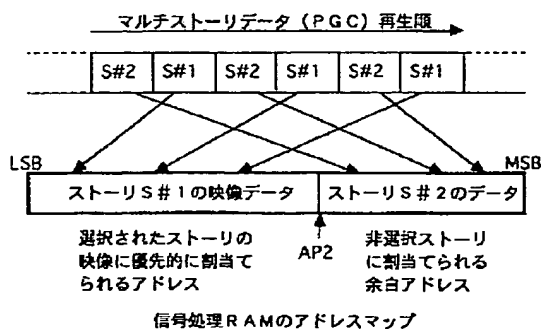 マルチストーリデータ（PGC）再生順
S#2 S#1 S#2 S#1 S#2 S#1
LSB MSB
ストーリS＃1の映像データ ストーリS＃2のデータ
選択されたストーリの
映像に優先的に割当て
られるアドレス
AP2
非選択ストーリ
に割当てられる
余白アドレス
信号処理RAMのアドレスマップ